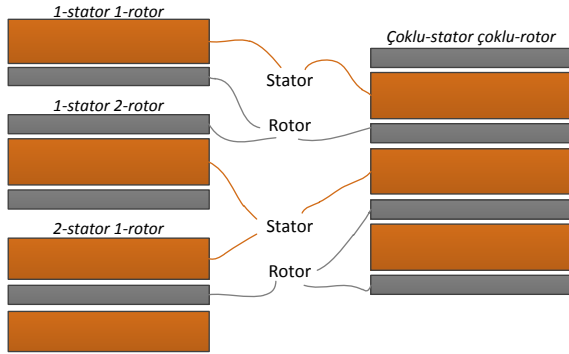 1-stator 1-rotor
Çoklu-stator çoklu-rotor
Stator
1-stator 2-rotor
Rotor
2-stator 1-rotor
Stator
Rotor